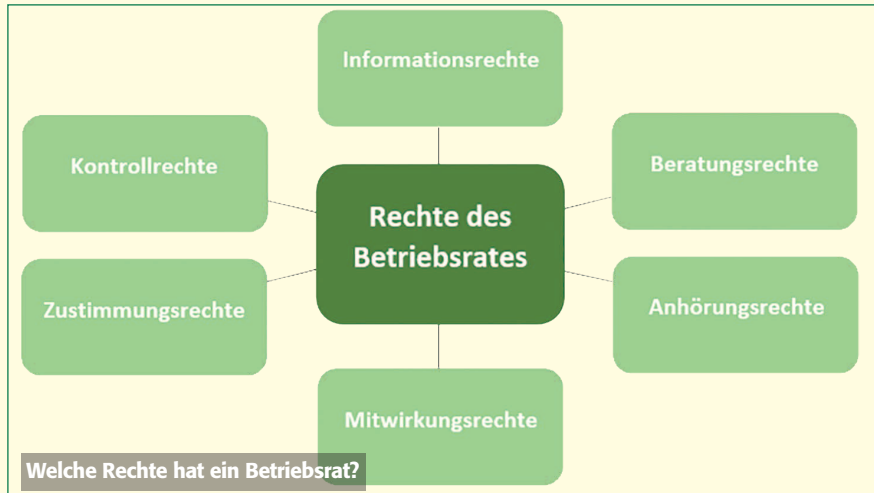 Informationsrechte
Kontrollrechte
Beratungsrechte
Rechte des
Betriebsrates
Zustimmungsrechte
Anhörungsrechte
Mitwirkungsrechte
Welche Rechte hat ein Betriebsrat?